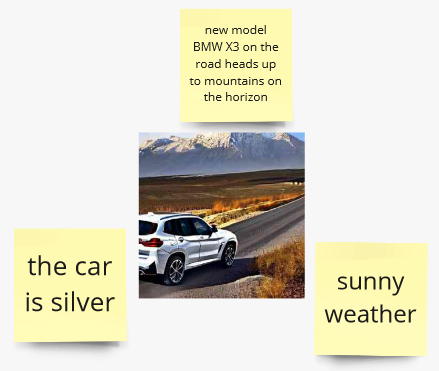 new model
BMW X3 on the
road heads up
to mountains on
the horizon
the car
is silver
sunny
weather